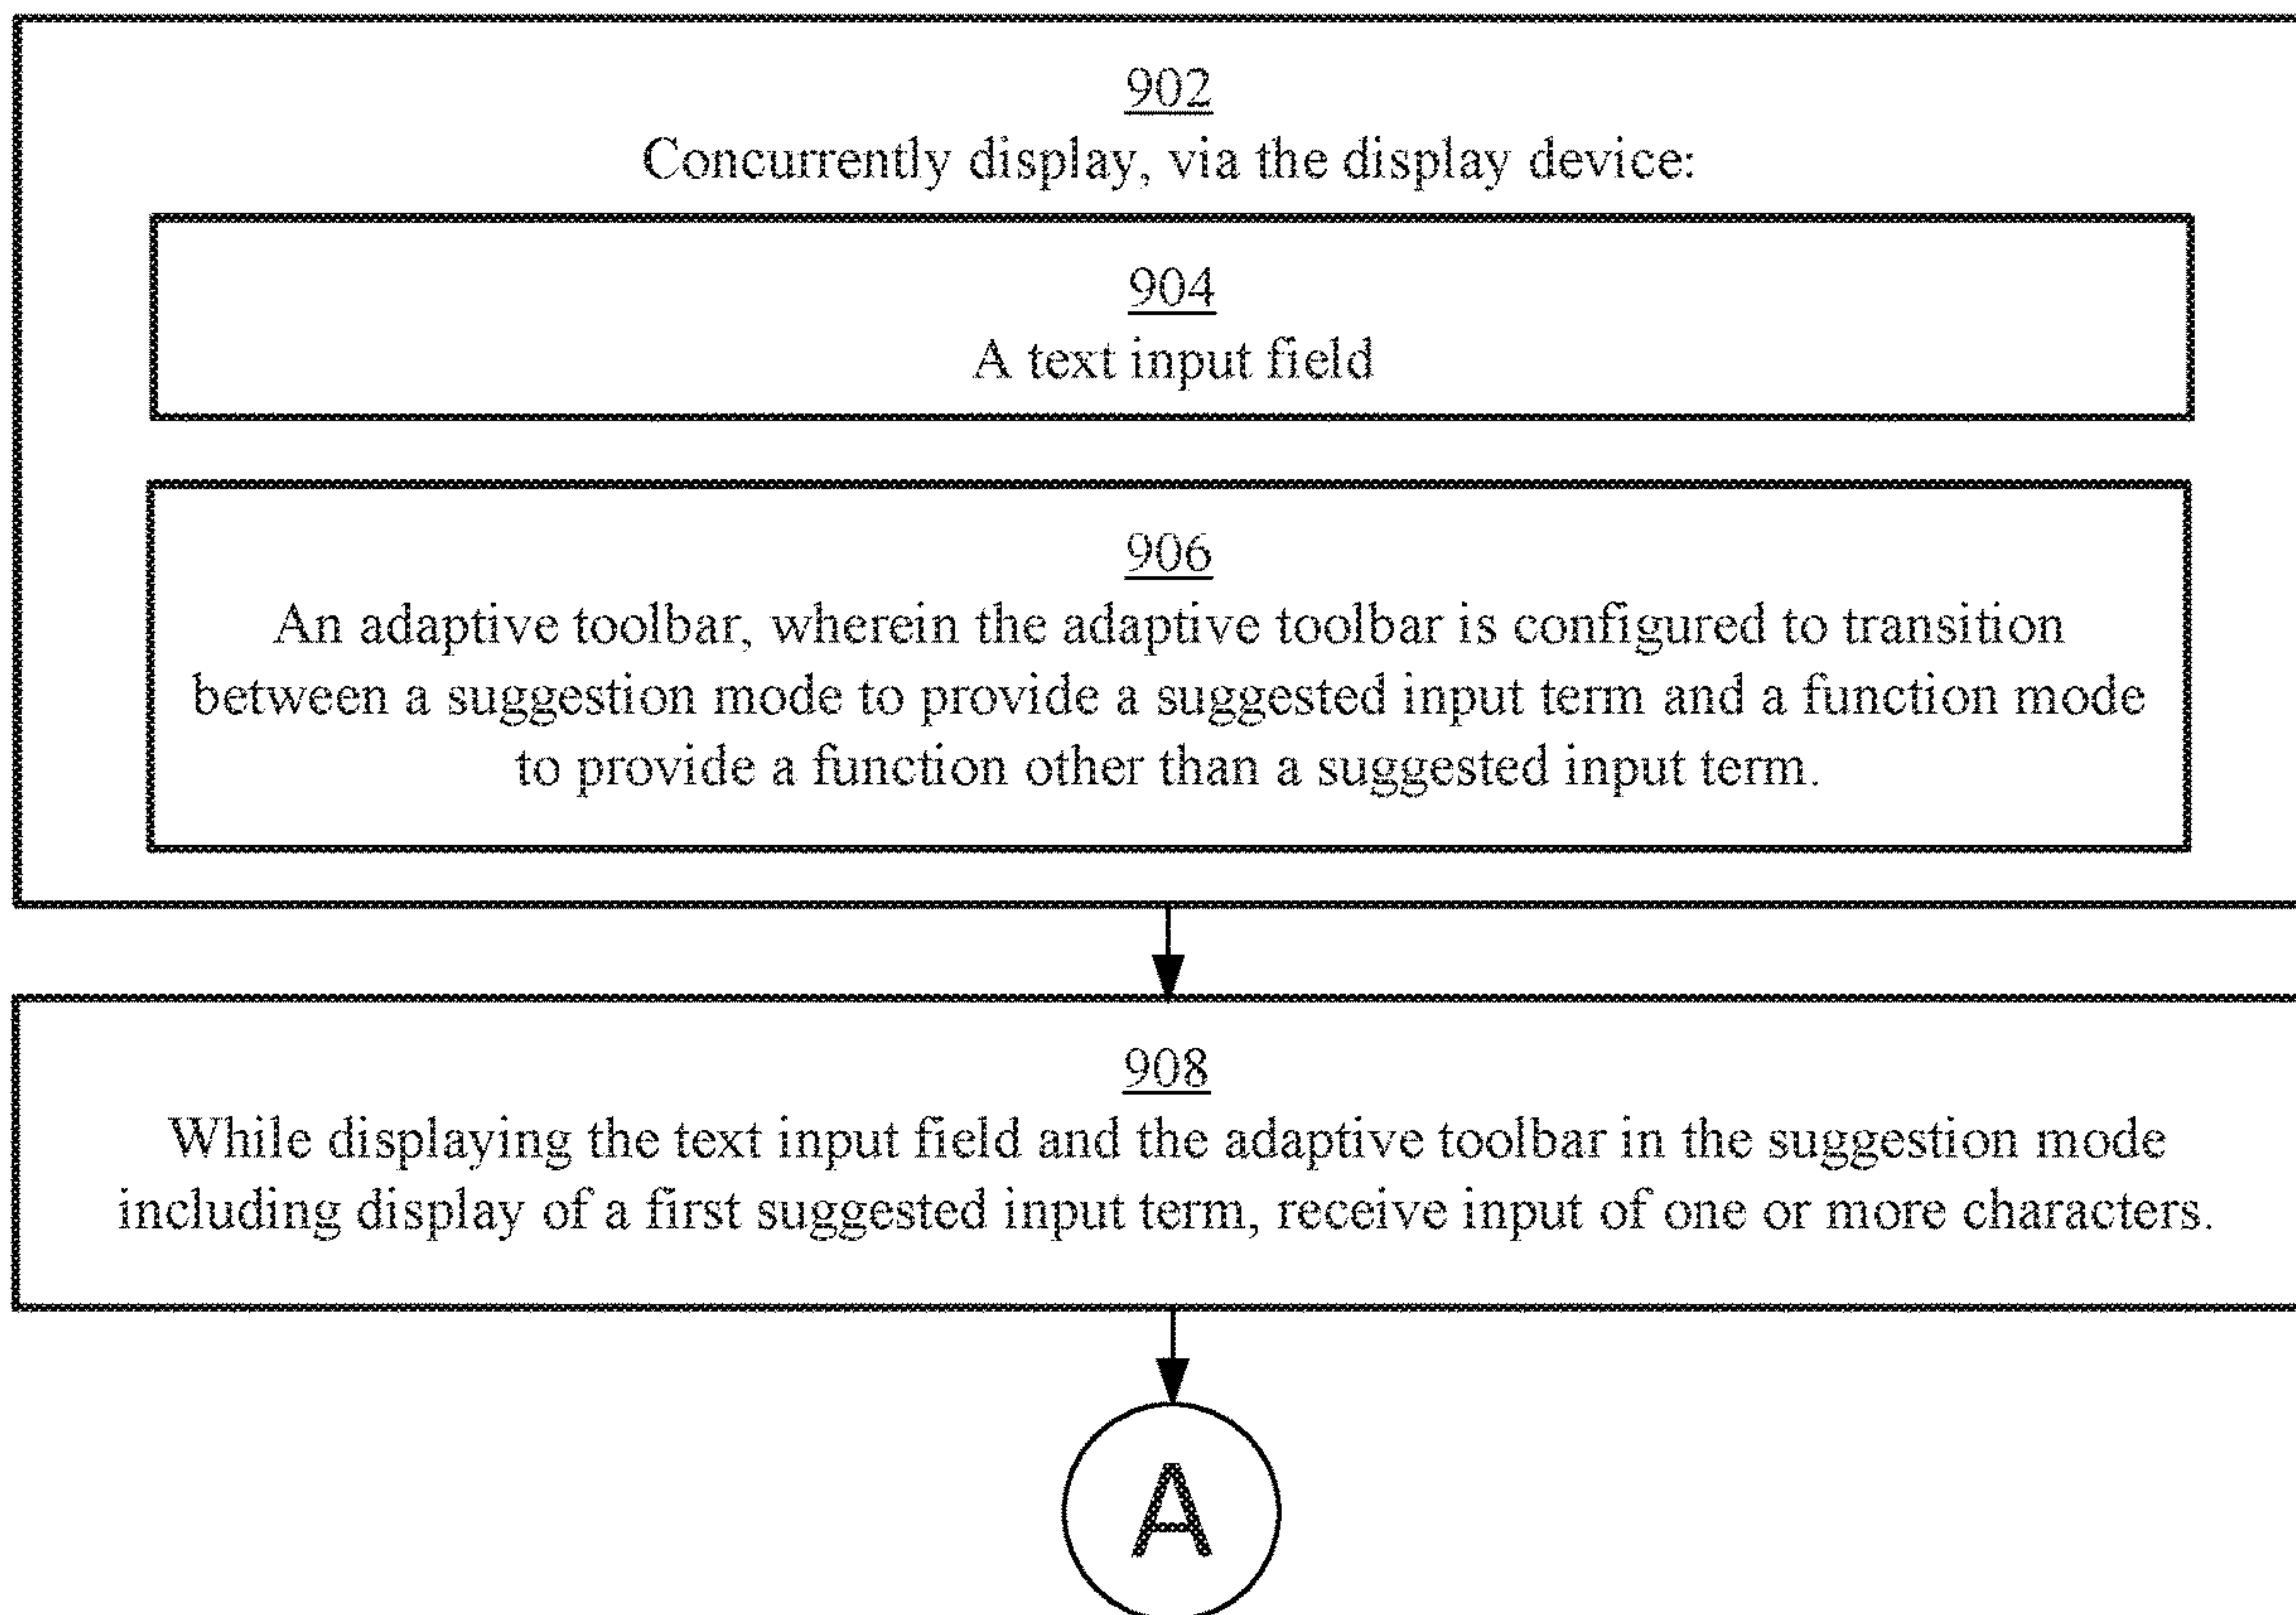 902
Concurrently display, via the display device:
904
A text input field
906
An adaptive toolbar, wherein the adaptive toolbar is configured to transition
between a suggestion mode to provide a suggested input term and a function mode
to provide a function other than a suggested input term.
908
While displaying the text input field and the adaptive toolbar in the suggestion mode
including display of a first suggested input term, receive input of one or more characters.
A